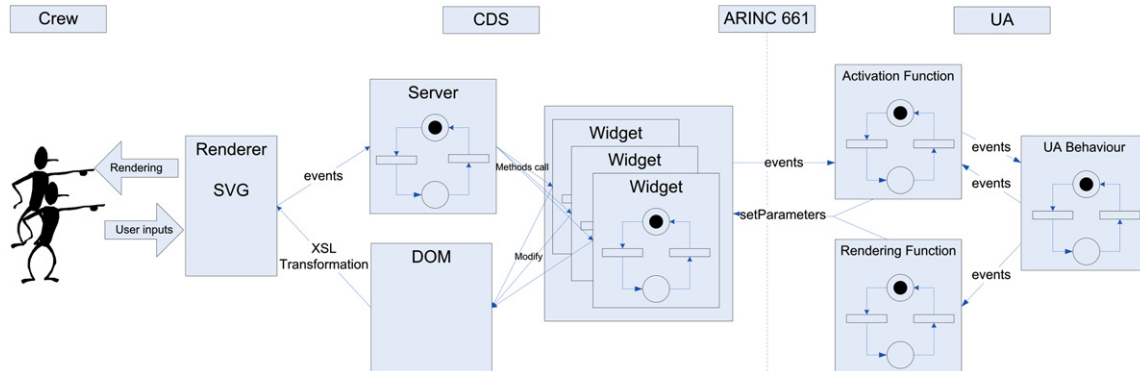 Crew
CDS
ARINC 661
UA
Rendering
User inputs
Renderer
SVG
events
XSL
Transformation
Server
DOM
Methods call
Modify
Widget
Widget
Widget
events
setParameters
Activation Function
Rendering Function
events
events
events
UA Behaviour